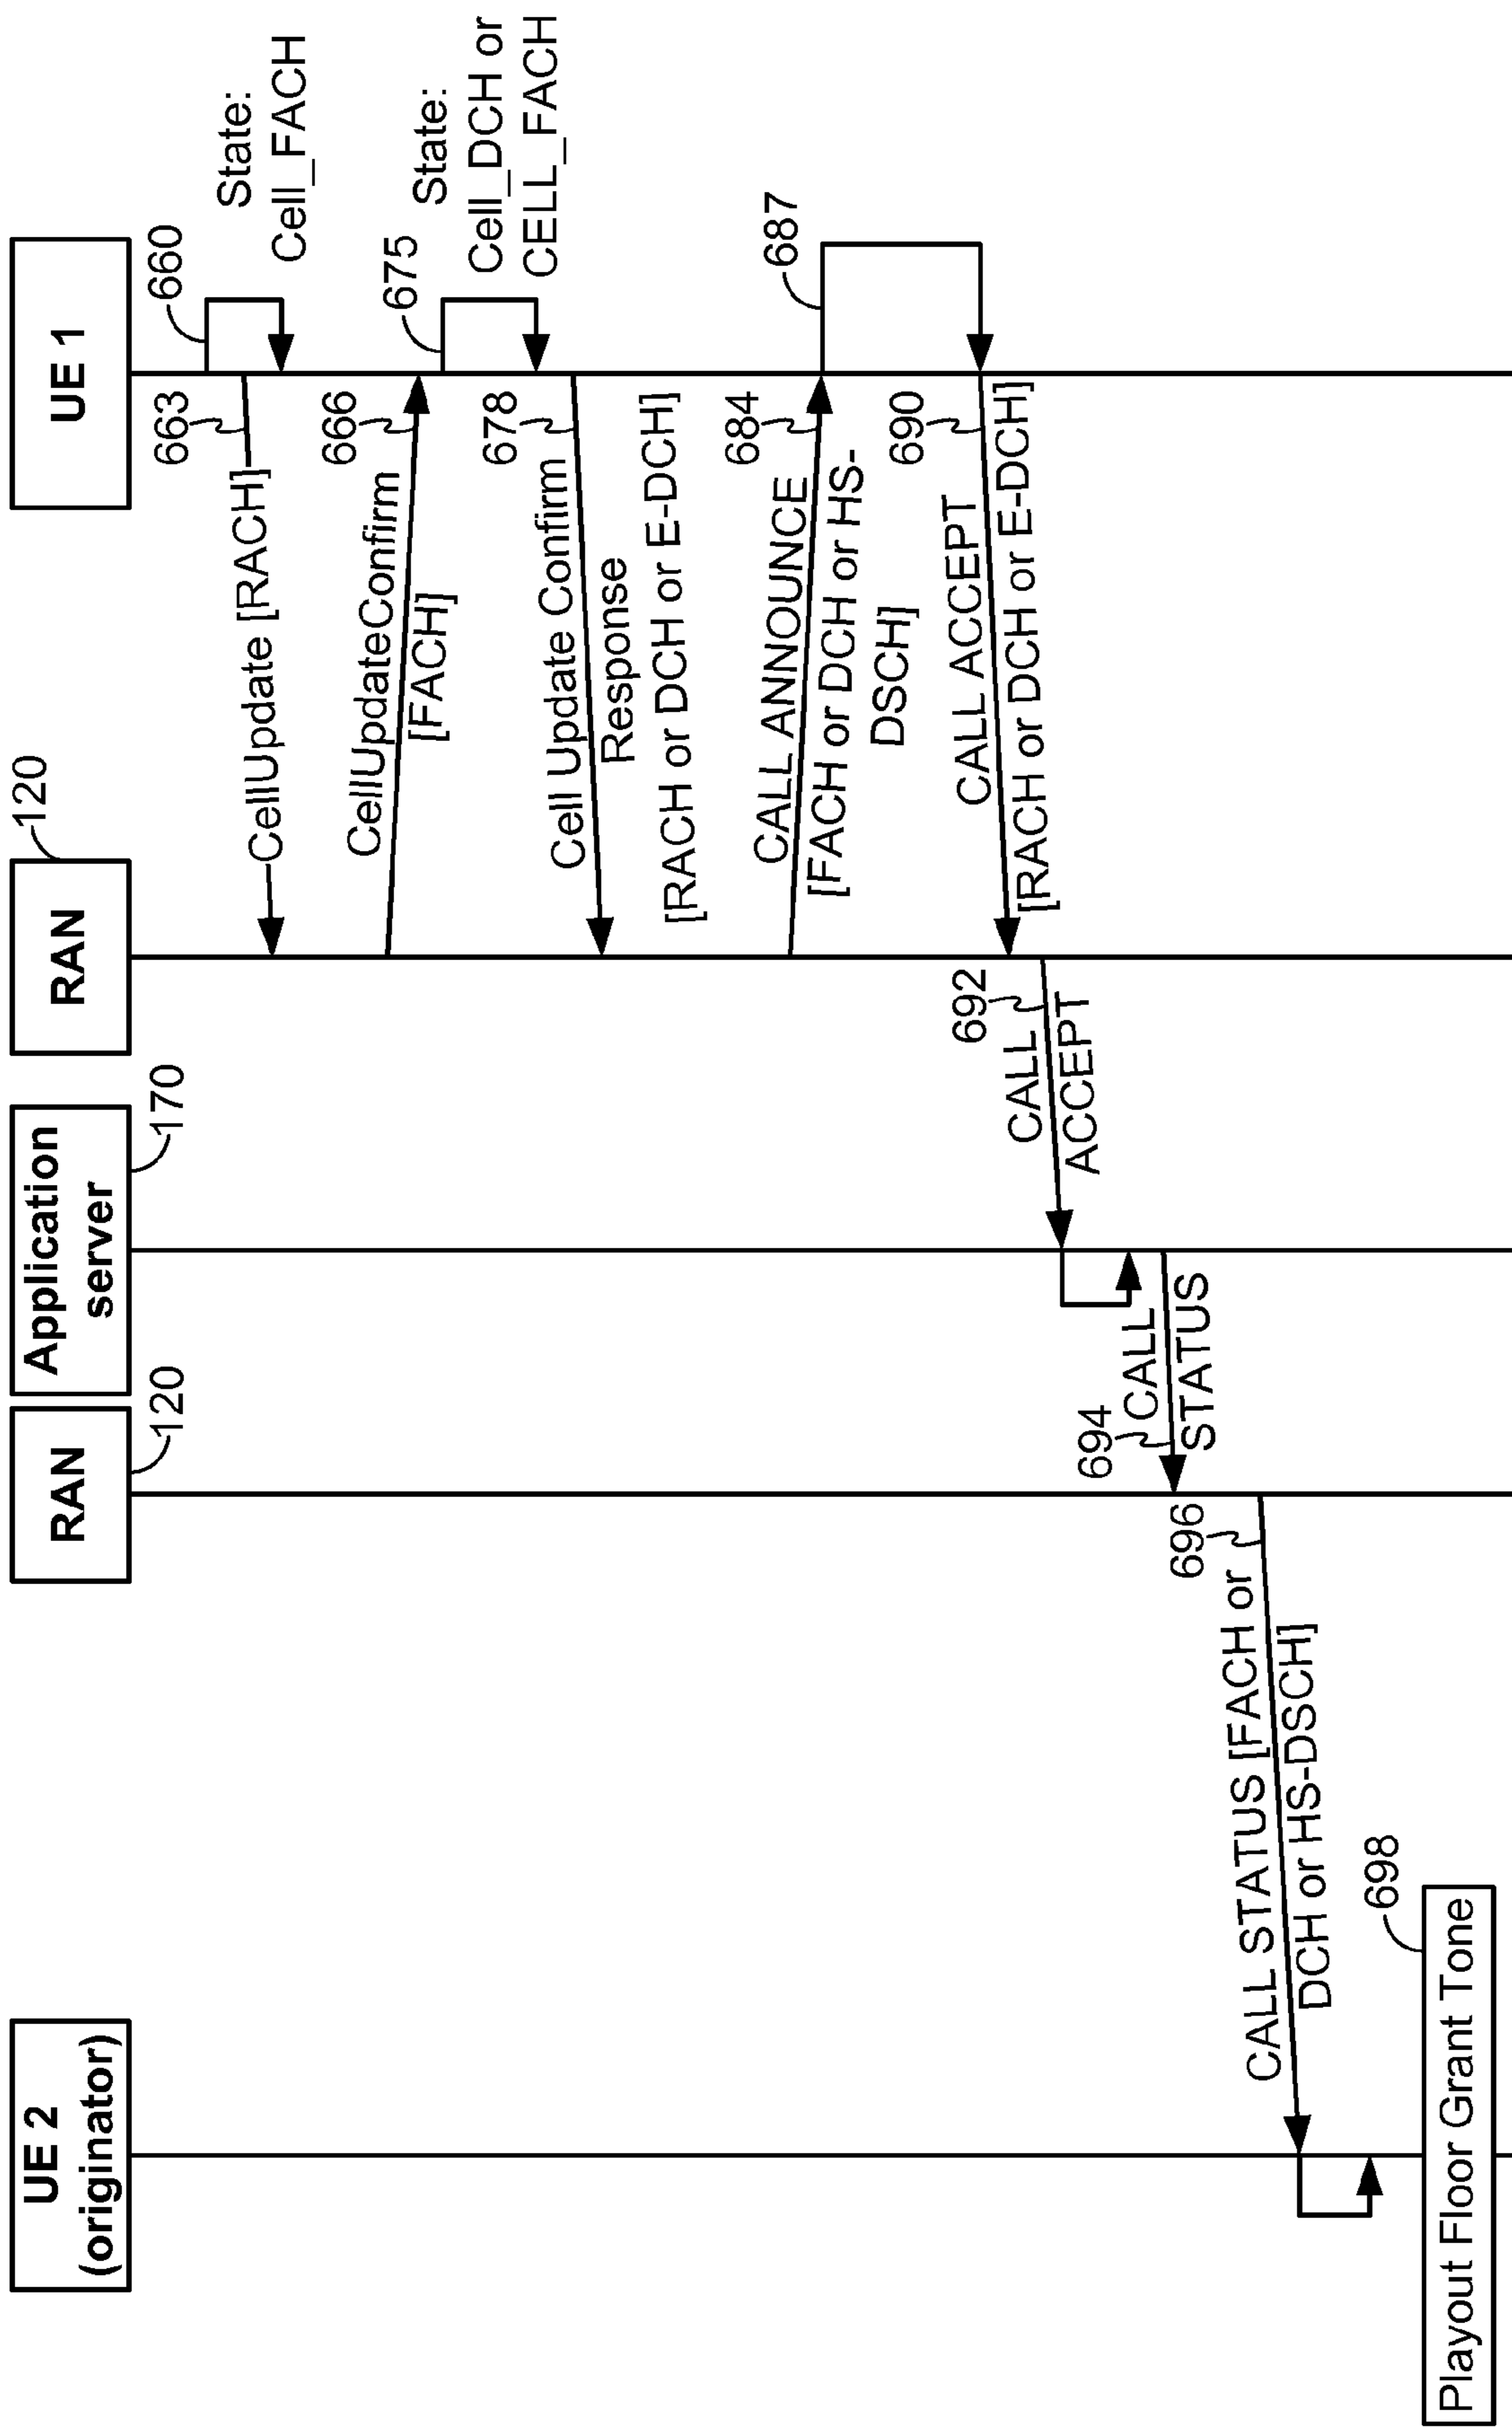 UE 2
(originator)
RAN
120
Application
server
170
RAN
120
UE 1
660
State:
Cell_FACH
663
CellUpdate [RACH]
666
CellUpdateConfirm
[FACH]
675
State:
Cell_DCH or
CELL_FACH
678
Cell Update Confirm
Response
[RACH or DCH or E-DCH]
684
CALL ANNOUNCE
[FACH or DCH or HS-
DSCH]
687
690
CALL ACCEPT
[RACH or DCH or E-DCH]
692
CALL
ACCEPT
694
CALL
STATUS
696
CALL STATUS [FACH or
DCH or HS-DSCH]
698
Playout Floor Grant Tone